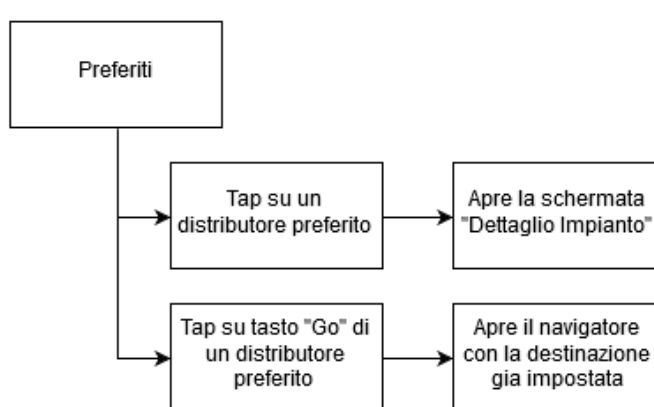 Preferiti
Tap su un
distributore preferito
Apre la schermata
"Dettaglio Impianto"
Tap su tasto "Go" di
un distributore
preferito
Apre il navigatore
con la destinazione
gia impostata